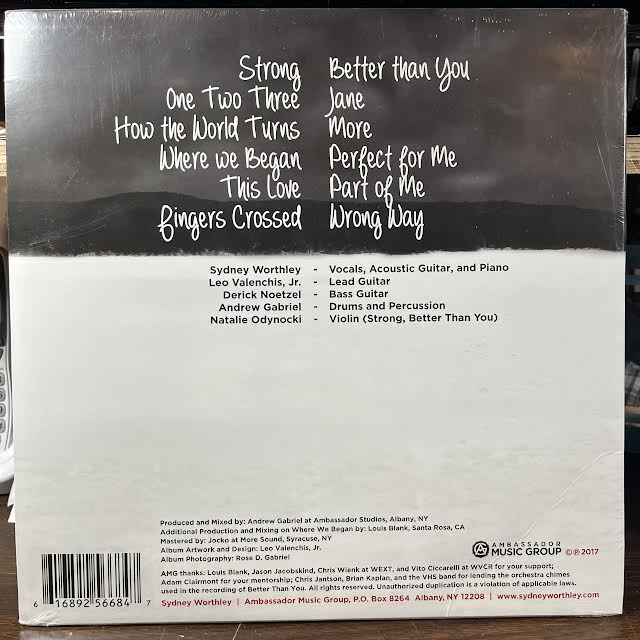 Strong Better than You
One Two Three Jane
How the World Turns More
Where we Began Perfect for Me
This Love Part of Me
Fingers Crossed Wrong Way
Sydney Worthley - Vocals, Acoustic Guitar, and Piano
Leo Valenchis, Jr. - Lead Guitar
Derick Noetzel - Bass Guitar
Andrew Gabriel - Drums and Percussion
Natalie Odynocki - Violin (Strong, Better Than You)
Produced and Mixed by: Andrew Gabriel at Ambassador Studios, Albany, NY
Additional Production and Mixing on Where We Began by: Louis Blank, Santa Rosa, CA
Mastered by: Jocko at More Sound, Syracuse, NY
Album Artwork and Design: Leo Valenchis, Jr.
Album Photography: Rose D. Gabriel
AMBASSADOR
MUSIC GROUP ©℗ 2017
AMG thanks: Louis Blank, Jason Jacobskind, Chris Wienk at WEXT, and Vito Ciccarelli at WVCR for your support;
Adam Clairmont for your mentorship; Chris Jantson, Brian Kaplan, and the VHS band for lending the orchestra chimes
used in the recording of Better Than You. All rights reserved. Unauthorized duplication is a violation of applicable laws.
Sydney Worthley | Ambassador Music Group, P.O. Box 8264 Albany, NY 12208 | www.sydneyworthley.com
6 16892 56684 7